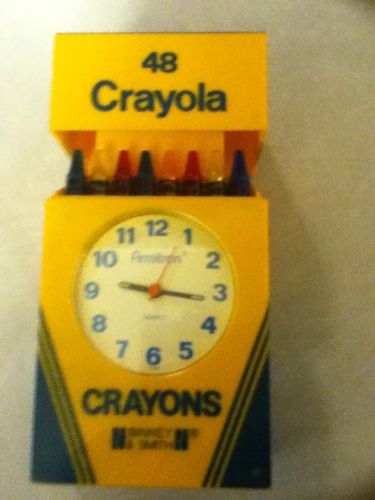 48
Crayola
12
11 1
10 Armitron 2
9 3
8 4
7 5
6
CRAYONS
BINNEY
& SMITH